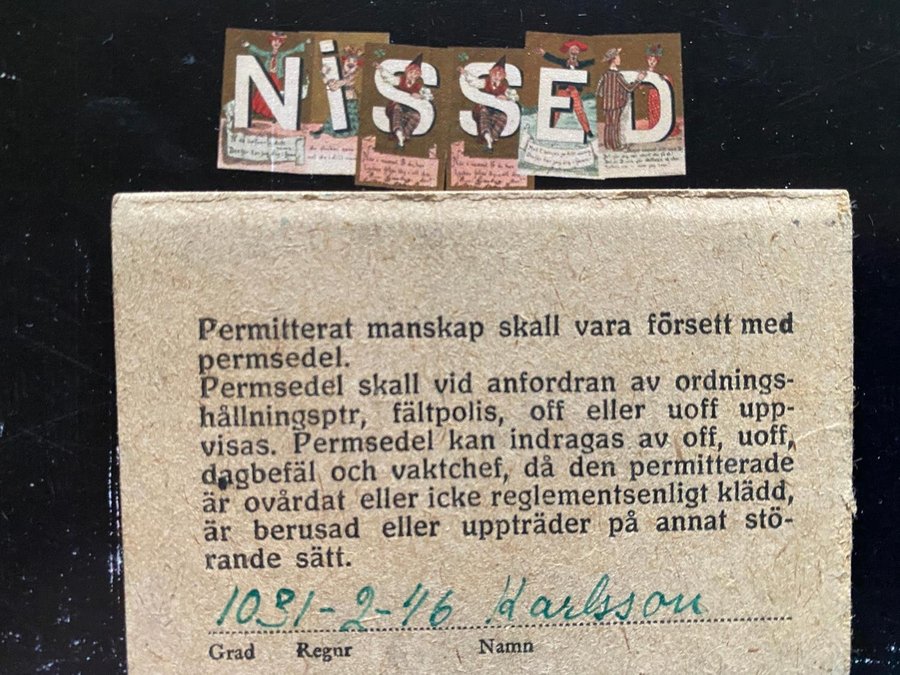 NiSSED
Permitterat manskap skall vara försett med
permsedel.
Permsedel skall vid anfordran av ordnings-
hållningsptr, fältpolis, off eller uoff upp-
visas. Permsedel kan indragas av off, uoff,
dagbefäl och vaktchef, då den permitterade
är ovårdat eller icke reglementsenligt klädd,
är berusad eller uppträder på annat stö-
rande sätt.
1031-2-46 Karlsson
Grad Regnr Namn